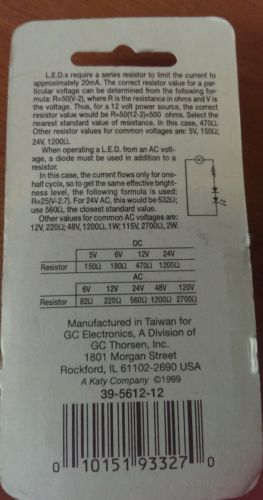 L.E.D.s require a series resistor to limit the current to
approximately 20mA. The correct resistor value for a par-
ticular voltage can be determined from the following for-
mula: R=50(V-2), where R is the resistance in ohms and V is
the voltage. Thus, for a 12 volt power source, the correct
resistor value would be R=50(12-2)=500 ohms. Select the
nearest standard value of resistance. In this case, 470Ω.
Other resistor values for common voltages are: 5V, 150Ω;
24V, 1200Ω.
When operating a L.E.D. from an AC volt-
age, a diode must be used in addition to a
resistor.
In this case, the current flows only for one-
half cycle, so to get the same effective bright-
ness level, the following formula is used:
R=25(V-2.7). For 24V AC, this would be 532Ω;
use 560Ω, the closest standard value.
Other values for common AC voltages are:
12V, 220Ω; 48V, 1200Ω, 1W; 115V, 2700Ω, 2W.
AC
DC
5V 6V 12V 24V
Resistor 150Ω 180Ω 470Ω 1200Ω
AC
6V 12V 24V 48V 120V
Resistor 82Ω 220Ω 560Ω 1200Ω 2700Ω
Manufactured in Taiwan for
GC Electronics, A Division of
GC Thorsen, Inc.
1801 Morgan Street
Rockford, IL 61102-2690 USA
A Katy Company ©1999
39-5612-12
0 10151 93327 0